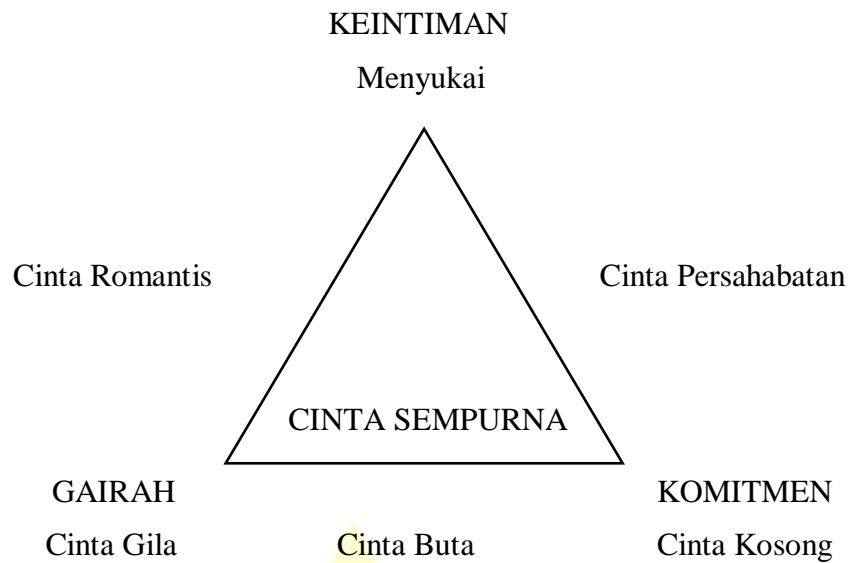 KEINTIMAN
Menyukai
Cinta Romantis
Cinta Persahabatan
CINTA SEMPURNA
GAIRAH
KOMITMEN
Cinta Gila
Cinta Buta
Cinta Kosong